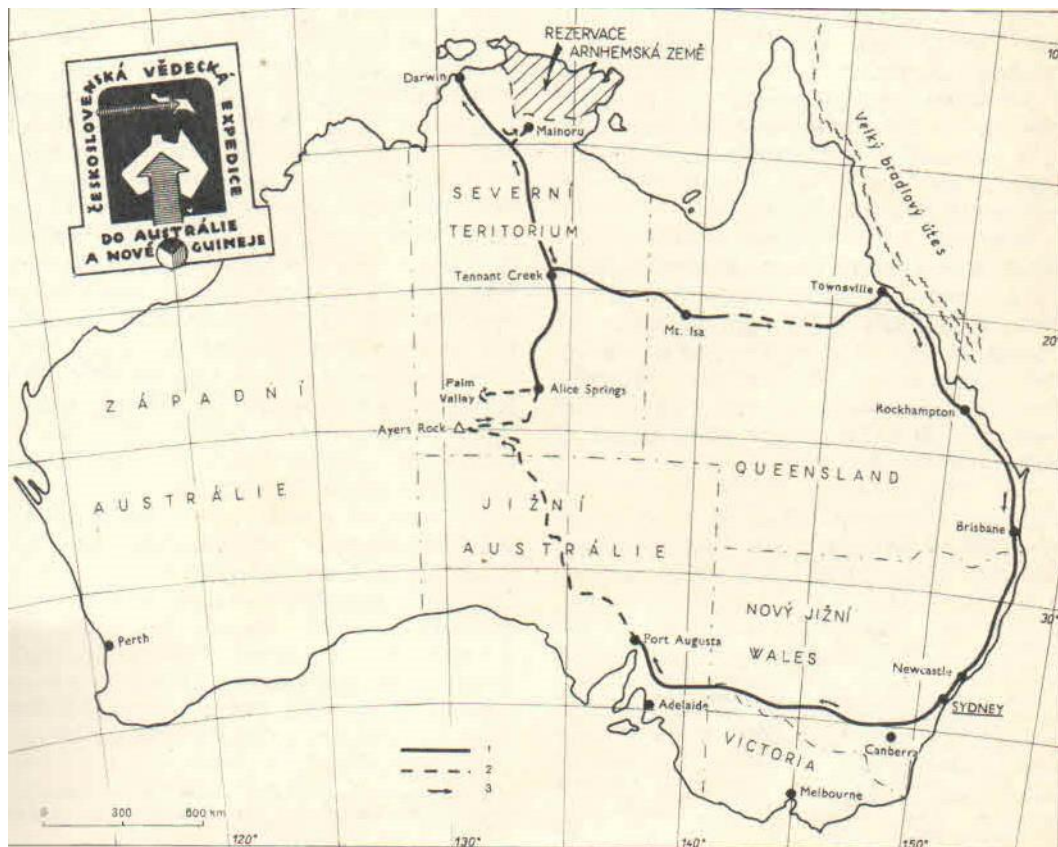 ČESKOSLOVENSKÁ VĚDECKÁ EXPEDICE
DO AUSTRÁLIE
A NOVÉ GUINEJE
REZERVACE
ARNHEMSKÁ ZEMĚ
10°
Darwin
Mainoru
Velký bradlový útes
SEVERNÍ
TERITORIUM
Tennant Creek
Townsville
Mt. Isa
20°
Palm
Valley
Alice Springs
ZÁPADNÍ
Rockhampton
Ayers Rock
QUEENSLAND
AUSTRÁLIE
JIŽNÍ
Brisbane
AUSTRÁLIE
NOVÝ JIŽNÍ
30°
Perth
Port Augusta
WALES
Newcastle
Adelaide
SYDNEY
VICTORIA
Canberra
1
2
3
Melbourne
0 300 600 km
120°
130°
140°
150°